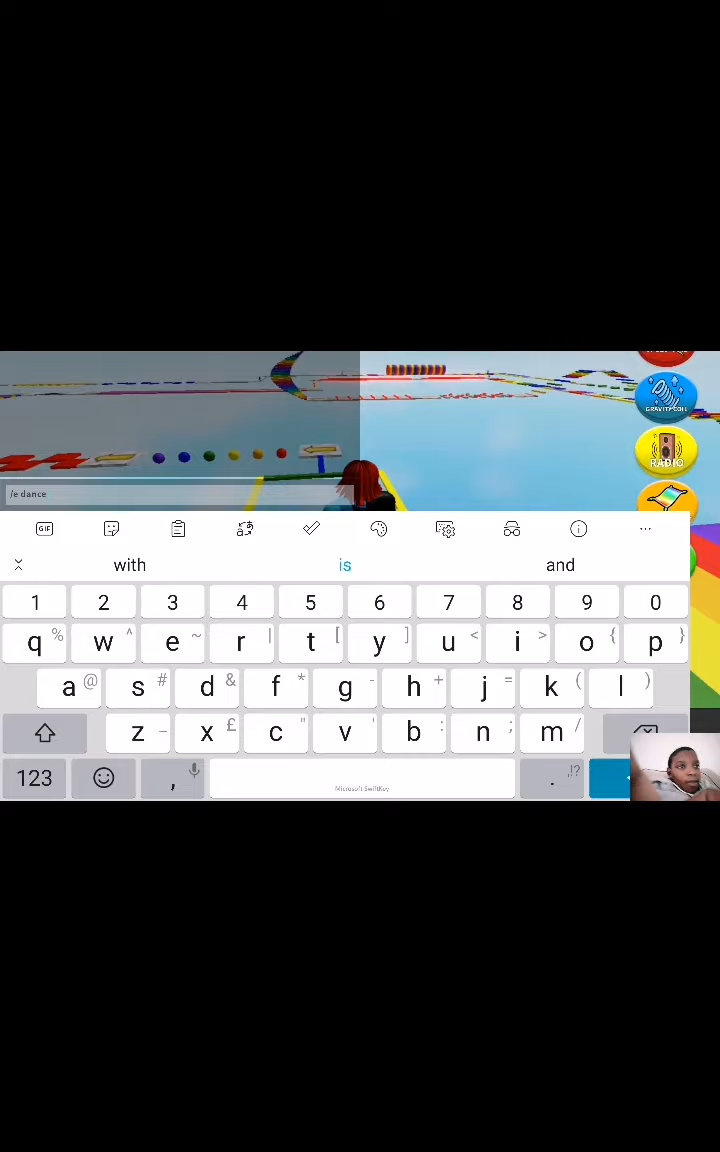 GRAVITY COIL
RADIO
/e dance
GIF
with is and
1 2 3 4 5 6 7 8 9 0
q % w ^ e ~ r | t [ y ] u < i > o { p }
a @ s # d & f * g - h + j = k ( l )
z _ x £ c " v ' b : n ; m /
123 , . ,!?
Microsoft SwiftKey